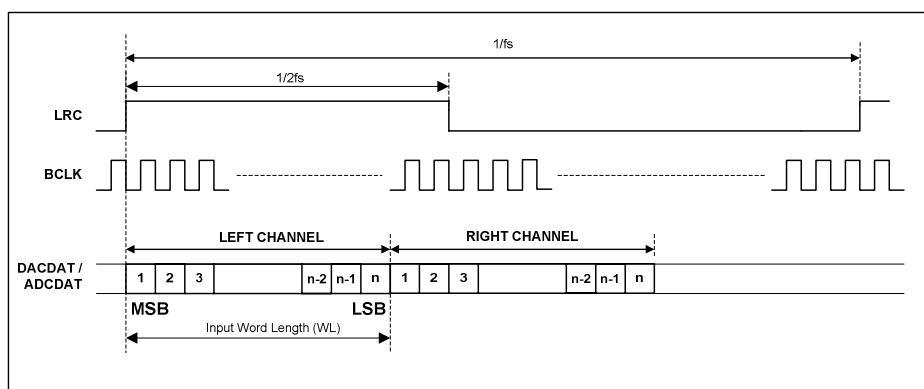 1/fs
1/2fs
LRC
BCLK
LEFT CHANNEL RIGHT CHANNEL
DACDAT /
ADCDAT
1 2 3 n-2 n-1 n 1 2 3 n-2 n-1 n
MSB LSB
Input Word Length (WL)